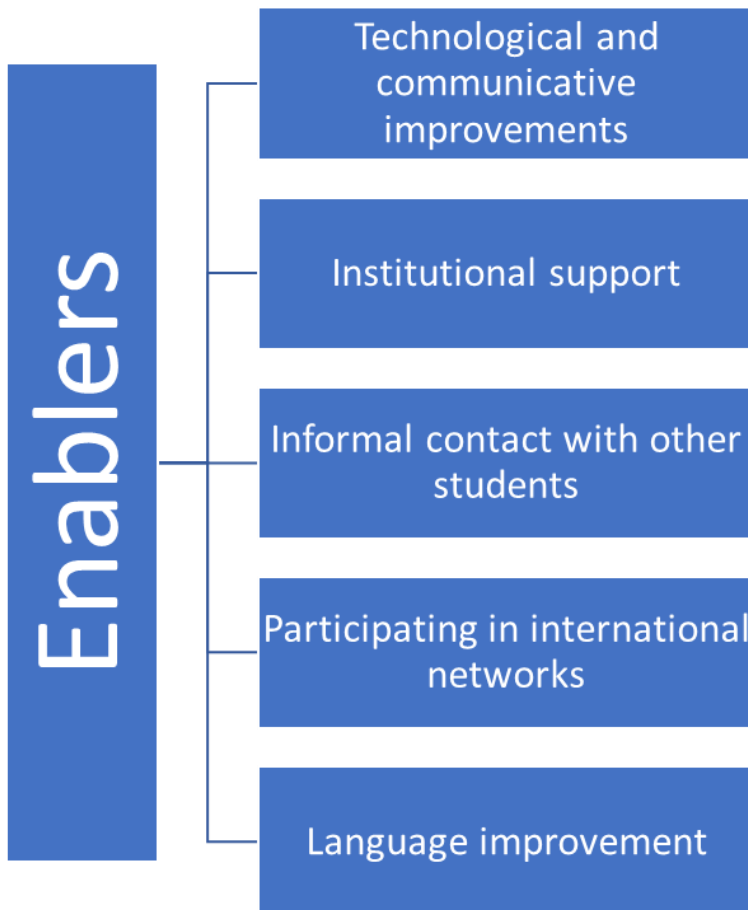 Enablers
Technological and
communicative
improvements
Institutional support
Informal contact with other
students
Participating in international
networks
Language improvement